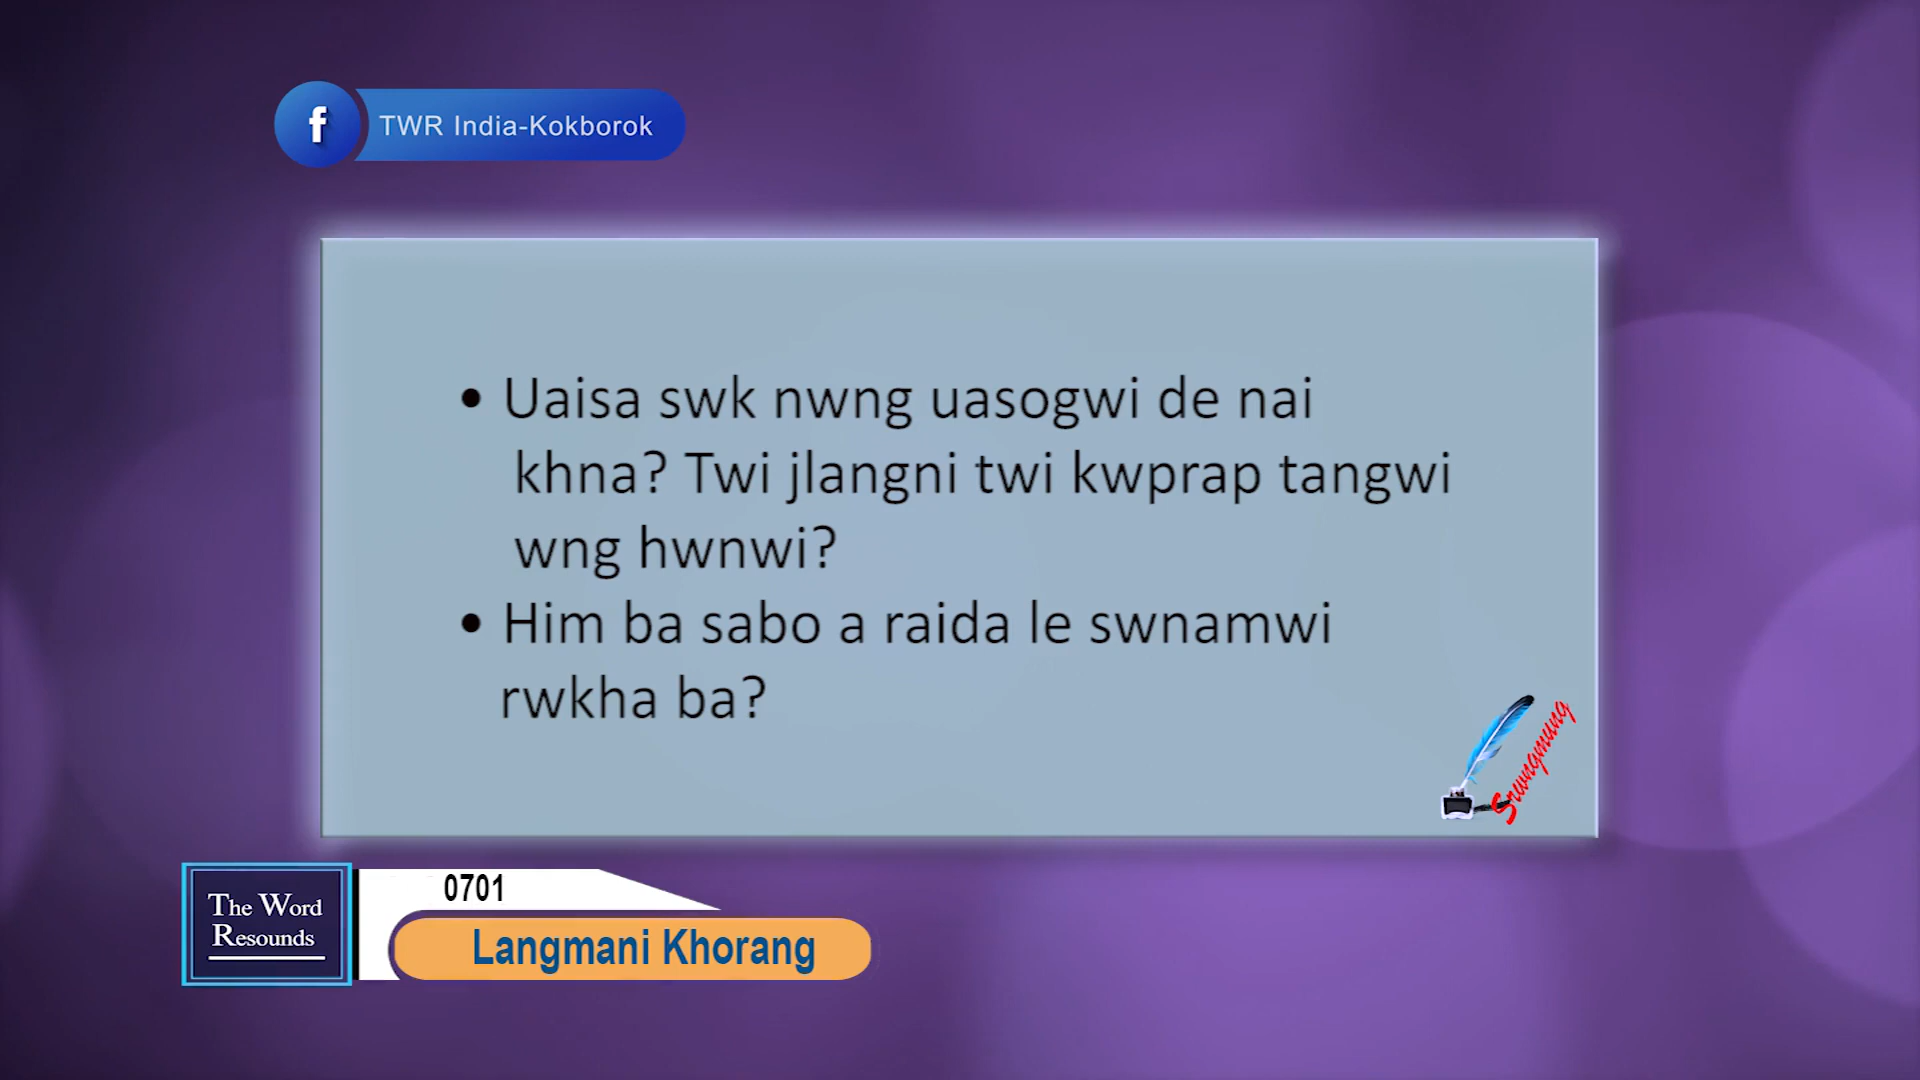 f TWR India-Kokborok
• Uaisa swk nwng uasogwi de nai
khna? Twi jlangni twi kwprap tangwi
wng hwnwi?
• Him ba sabo a raida le swnamwi
rwkha ba?
Srwngmung
The Word
Resounds
0701
Langmani Khorang